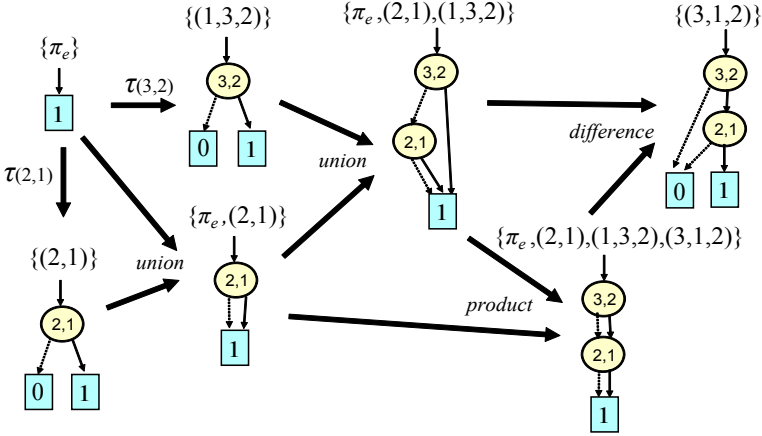 {(1,3,2)}
{π_e,(2,1),(1,3,2)}
{(3,1,2)}
{π_e}
τ(3,2)
3,2
3,2
3,2
1
0
1
union
2,1
difference
2,1
τ(2,1)
0
1
1
{π_e,(2,1)}
{π_e,(2,1),(1,3,2),(3,1,2)}
{(2,1)}
union
2,1
product
3,2
2,1
1
2,1
0
1
1